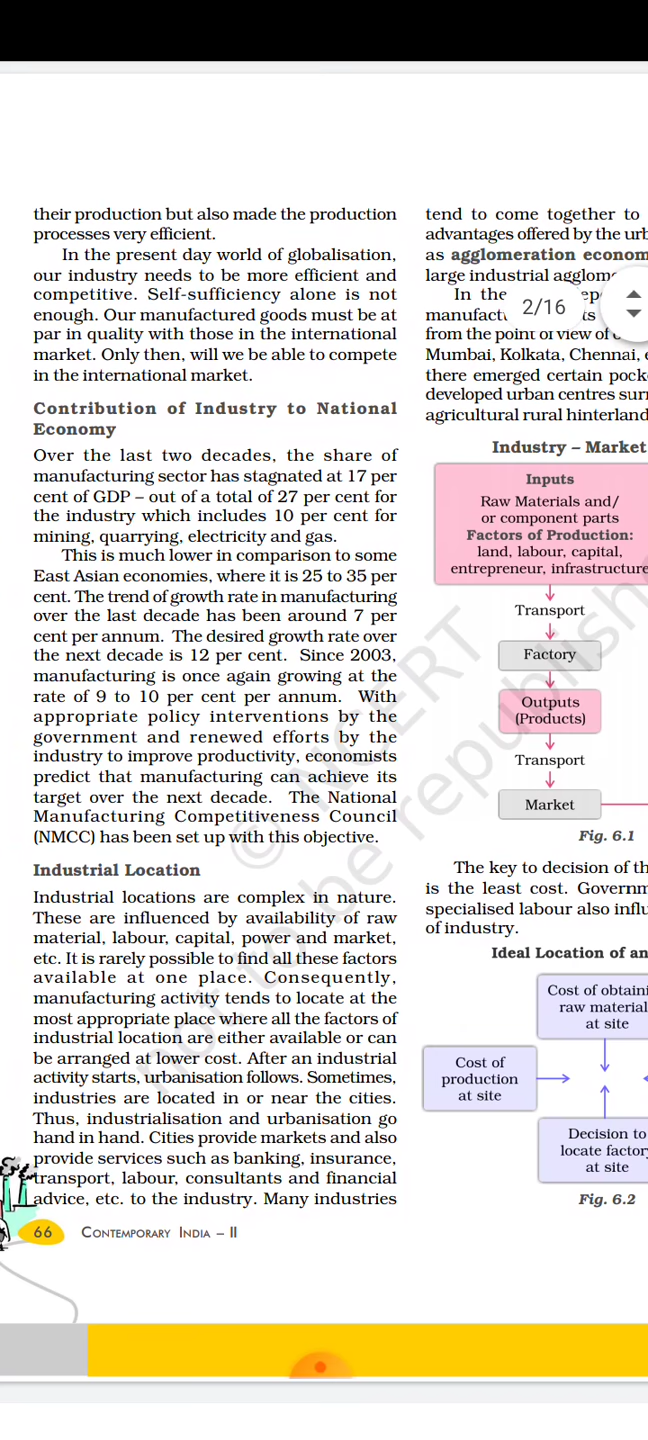 their production but also made the production
processes very efficient.
In the present day world of globalisation,
our industry needs to be more efficient and
competitive. Self-sufficiency alone is not
enough. Our manufactured goods must be at
par in quality with those in the international
market. Only then, will we be able to compete
in the international market.
Contribution of Industry to National
Economy
Over the last two decades, the share of
manufacturing sector has stagnated at 17 per
cent of GDP – out of a total of 27 per cent for
the industry which includes 10 per cent for
mining, quarrying, electricity and gas.
This is much lower in comparison to some
East Asian economies, where it is 25 to 35 per
cent. The trend of growth rate in manufacturing
over the last decade has been around 7 per
cent per annum. The desired growth rate over
the next decade is 12 per cent. Since 2003,
manufacturing is once again growing at the
rate of 9 to 10 per cent per annum. With
appropriate policy interventions by the
government and renewed efforts by the
industry to improve productivity, economists
predict that manufacturing can achieve its
target over the next decade. The National
Manufacturing Competitiveness Council
(NMCC) has been set up with this objective.
Industrial Location
Industrial locations are complex in nature.
These are influenced by availability of raw
material, labour, capital, power and market,
etc. It is rarely possible to find all these factors
available at one place. Consequently,
manufacturing activity tends to locate at the
most appropriate place where all the factors of
industrial location are either available or can
be arranged at lower cost. After an industrial
activity starts, urbanisation follows. Sometimes,
industries are located in or near the cities.
Thus, industrialisation and urbanisation go
hand in hand. Cities provide markets and also
provide services such as banking, insurance,
transport, labour, consultants and financial
advice, etc. to the industry. Many industries
66 CONTEMPORARY INDIA – II
tend to come together to
advantages offered by the
as agglomeration
large industrial
In the
2/16
from the point of view of
Mumbai, Kolkata, Chennai,
there emerged certain
developed urban centres
agricultural rural
Industry – Market
Inputs
Raw Materials and/
or component parts
Factors of Production:
land, labour, capital,
entrepreneur, infrastructure
Transport
Factory
Outputs
(Products)
Transport
Market
Fig. 6.1
The key to decision of
is the least cost.
specialised labour also
of industry.
Ideal Location of
Cost of
raw material
at site
Cost of
production
at site
Decision to
locate factory
at site
Fig. 6.2
© NCERT
not to be